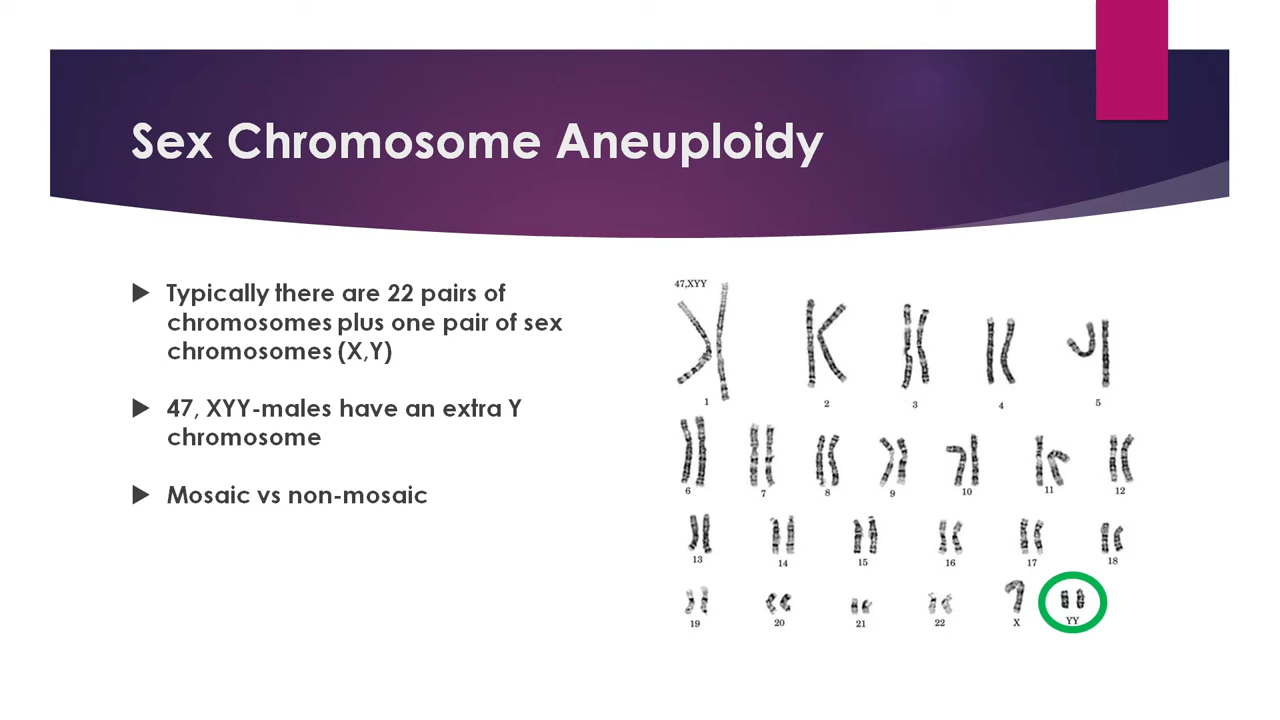 Sex Chromosome Aneuploidy
Typically there are 22 pairs of
chromosomes plus one pair of sex
chromosomes (X,Y)
47, XYY-males have an extra Y
chromosome
Mosaic vs non-mosaic
47,XYY
1 2 3 4 5
6 7 8 9 10 11 12
13 14 15 16 17 18
19 20 21 22 X YY